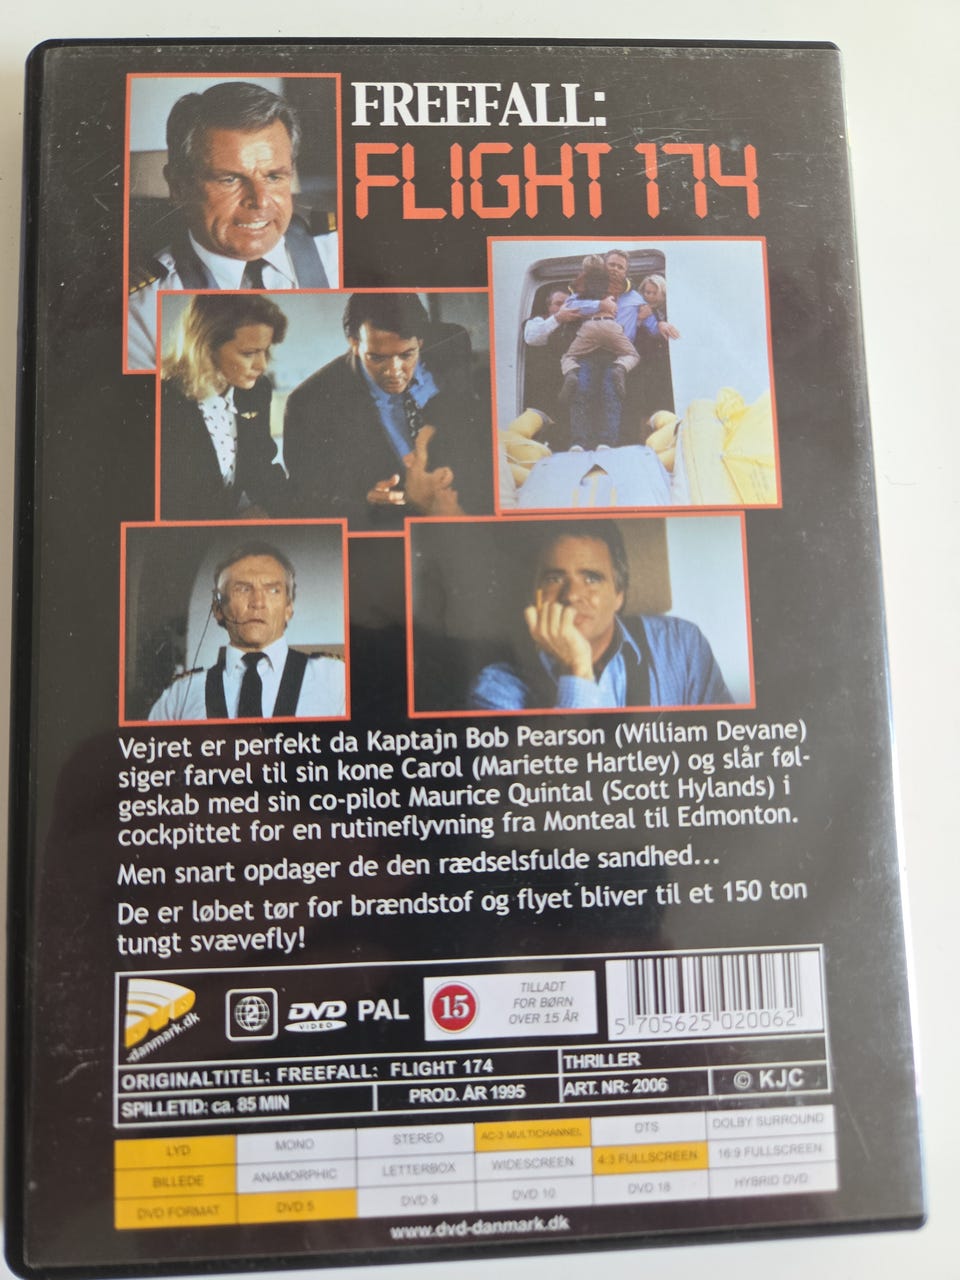 FREEFALL:
FLIGHT 174
Vejret er perfekt da Kaptajn Bob Pearson (William Devane)
siger farvel til sin kone Carol (Mariette Hartley) og slår føl-
geskab med sin co-pilot Maurice Quintal (Scott Hylands) i
cockpittet for en rutineflyvning fra Monteal til Edmonton.
Men snart opdager de den rædselsfulde sandhed...
De er løbet tør for brændstof og flyet bliver til et 150 ton
tungt svævefly!
DVD
-danmark.dk
2
DVD
VIDEO
PAL
15
TILLADT
FOR BØRN
OVER 15 ÅR
5 705625 020062
ORIGINALTITEL: FREEFALL: FLIGHT 174
THRILLER
SPILLETID: ca. 85 MIN
PROD. ÅR 1995
ART. NR: 2006
© KJC
LYD MONO STEREO AC-3 MULTICHANNEL DTS DOLBY SURROUND
BILLEDE ANAMORPHIC LETTERBOX WIDESCREEN 4:3 FULLSCREEN 16:9 FULLSCREEN
DVD FORMAT DVD 5 DVD 9 DVD 10 DVD 18 HYBRID DVD
www.dvd-danmark.dk